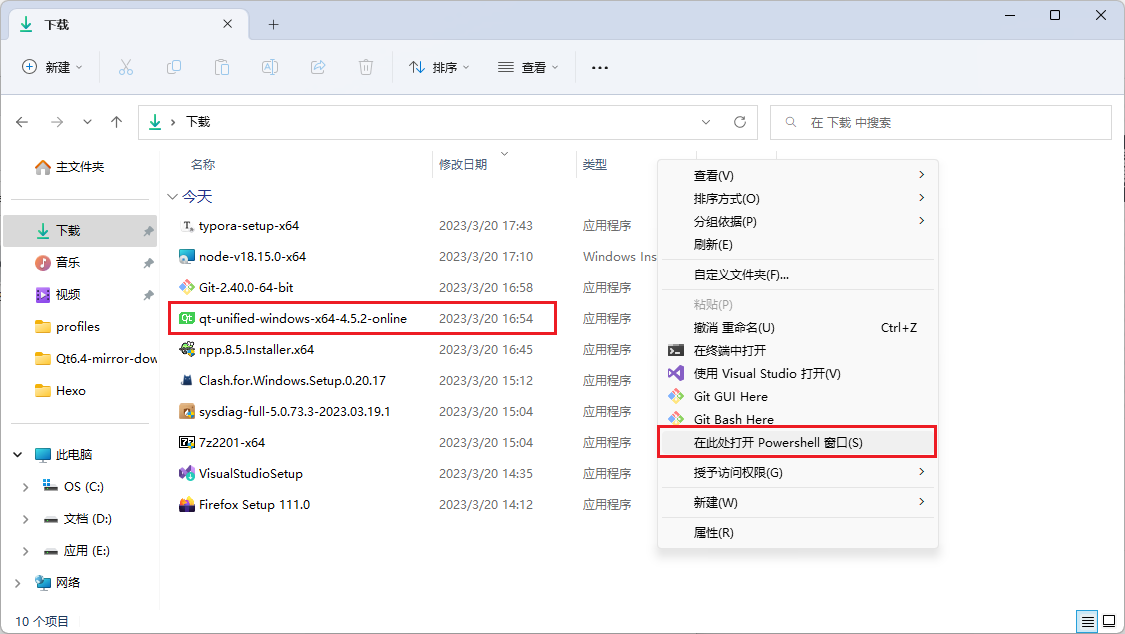 下载
新建
排序
查看
下载
在 下载 中搜索
主文件夹
下载
音乐
视频
profiles
Qt6.4-mirror-dow
Hexo
此电脑
OS (C:)
文档 (D:)
应用 (E:)
网络
名称 修改日期 类型
今天
typora-setup-x64 2023/3/20 17:43 应用程序
node-v18.15.0-x64 2023/3/20 17:10 Windows Ins
Git-2.40.0-64-bit 2023/3/20 16:58 应用程序
qt-unified-windows-x64-4.5.2-online 2023/3/20 16:54 应用程序
npp.8.5.Installer.x64 2023/3/20 16:45 应用程序
Clash.for.Windows.Setup.0.20.17 2023/3/20 15:12 应用程序
sysdiag-full-5.0.73.3-2023.03.19.1 2023/3/20 15:04 应用程序
7z2201-x64 2023/3/20 15:04 应用程序
VisualStudioSetup 2023/3/20 14:35 应用程序
Firefox Setup 111.0 2023/3/20 14:12 应用程序
查看(V)
排序方式(O)
分组依据(P)
刷新(E)
自定义文件夹(F)...
粘贴(P)
撤消 重命名(U) Ctrl+Z
在终端中打开
使用 Visual Studio 打开(V)
Git GUI Here
Git Bash Here
在此处打开 Powershell 窗口(S)
授予访问权限(G)
新建(W)
属性(R)
10 个项目